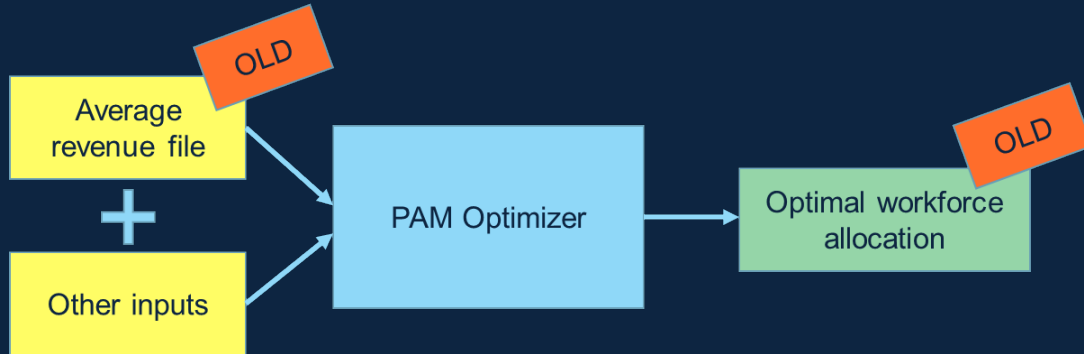 OLD
Average
revenue file
Other inputs
PAM Optimizer
OLD
Optimal workforce
allocation